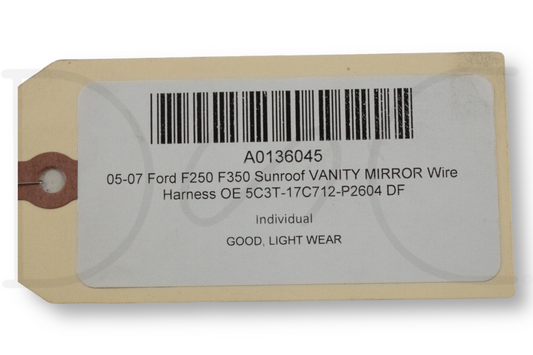 A0136045
05-07 Ford F250 F350 Sunroof VANITY MIRROR Wire
Harness OE 5C3T-17C712-P2604 DF
Individual
GOOD, LIGHT WEAR